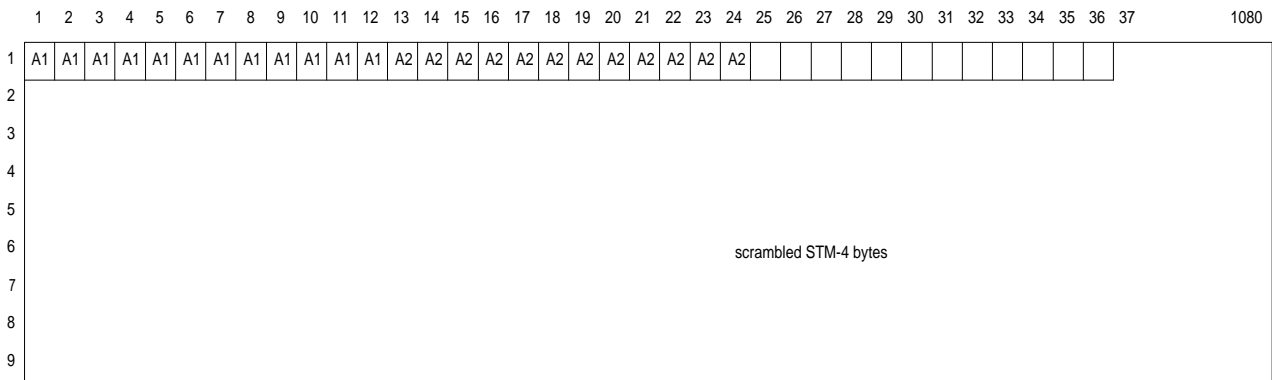 1 2 3 4 5 6 7 8 9 10 11 12 13 14 15 16 17 18 19 20 21 22 23 24 25 26 27 28 29 30 31 32 33 34 35 36 37 1080
1 A1 A1 A1 A1 A1 A1 A1 A1 A1 A1 A1 A1 A2 A2 A2 A2 A2 A2 A2 A2 A2 A2 A2 A2
2
3
4
5
6 scrambled STM-4 bytes
7
8
9